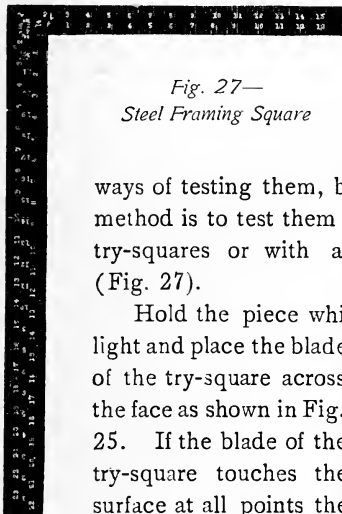 Fig. 27—
Steel Framing Square
ways of testing them, b
method is to test them
try-squares or with a
(Fig. 27).
Hold the piece whi
light and place the blade
of the try-square across
the face as shown in Fig.
25. If the blade of the
try-square touches the
surface at all points the